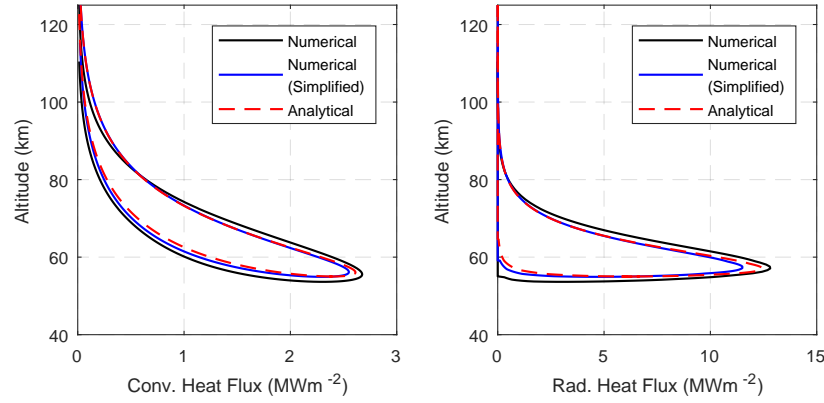 120
100
80
60
40
Altitude (km)
0
1
2
3
Conv. Heat Flux (MWm -2)
Numerical
Numerical
(Simplified)
Analytical
120
100
80
60
40
Altitude (km)
0
5
10
15
Rad. Heat Flux (MWm -2)
Numerical
Numerical
(Simplified)
Analytical